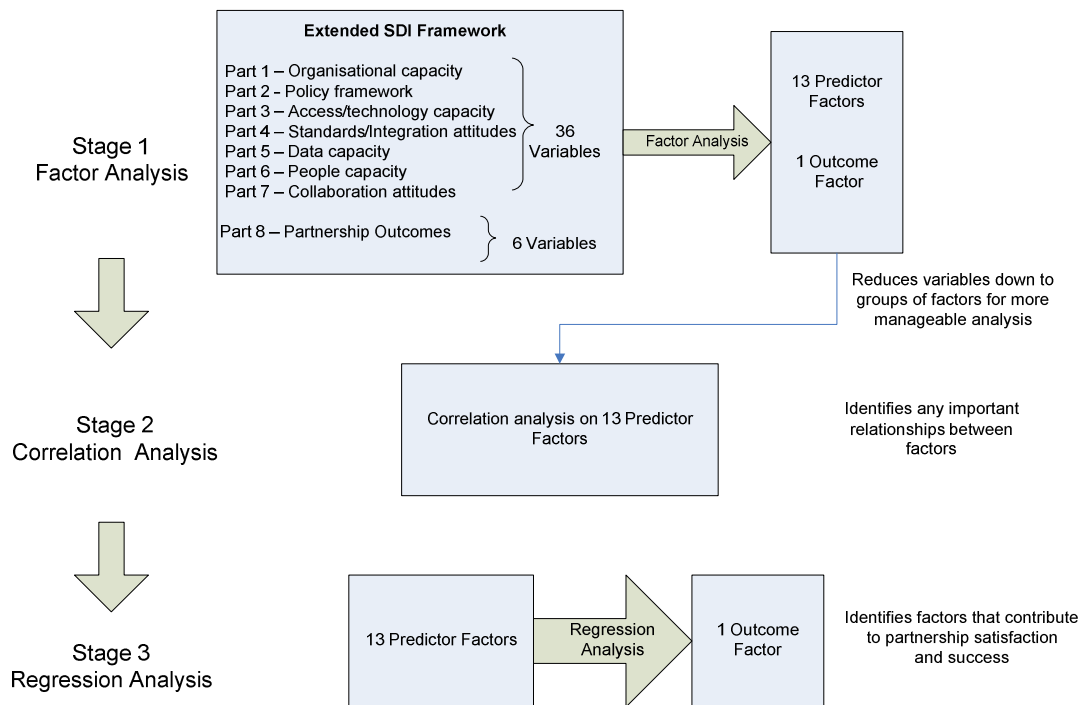 Extended SDI Framework
Part 1 – Organisational capacity
Part 2 - Policy framework
Part 3 – Access/technology capacity
Part 4 – Standards/Integration attitudes
Part 5 – Data capacity
Part 6 – People capacity
Part 7 – Collaboration attitudes
36
Variables
Part 8 – Partnership Outcomes
6 Variables
Stage 1
Factor Analysis
Factor Analysis
13 Predictor
Factors
1 Outcome
Factor
Reduces variables down to
groups of factors for more
manageable analysis
Stage 2
Correlation Analysis
Correlation analysis on 13 Predictor
Factors
Identifies any important
relationships between
factors
Stage 3
Regression Analysis
13 Predictor Factors
Regression
Analysis
1 Outcome
Factor
Identifies factors that contribute
to partnership satisfaction
and success